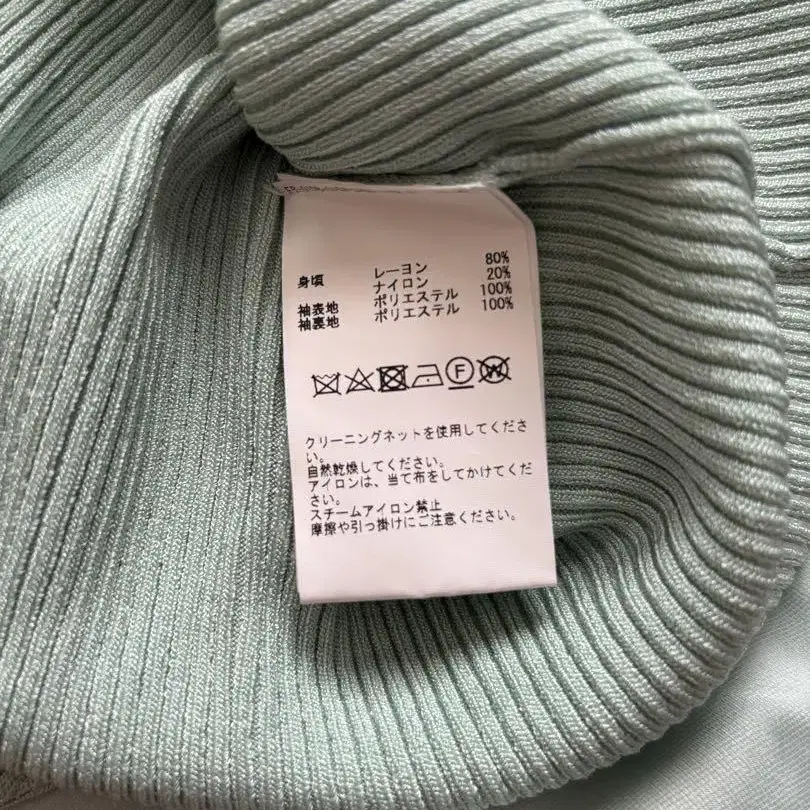 身頃 レーヨン 80%
ナイロン 20%
袖表地 ポリエステル 100%
袖裏地 ポリエステル 100%
F W
クリーニングネットを使用してくださ
い。
自然乾燥してください。
アイロンは、当て布をしてかけてくだ
さい。
スチームアイロン禁止
摩擦や引っ掛けにご注意ください。